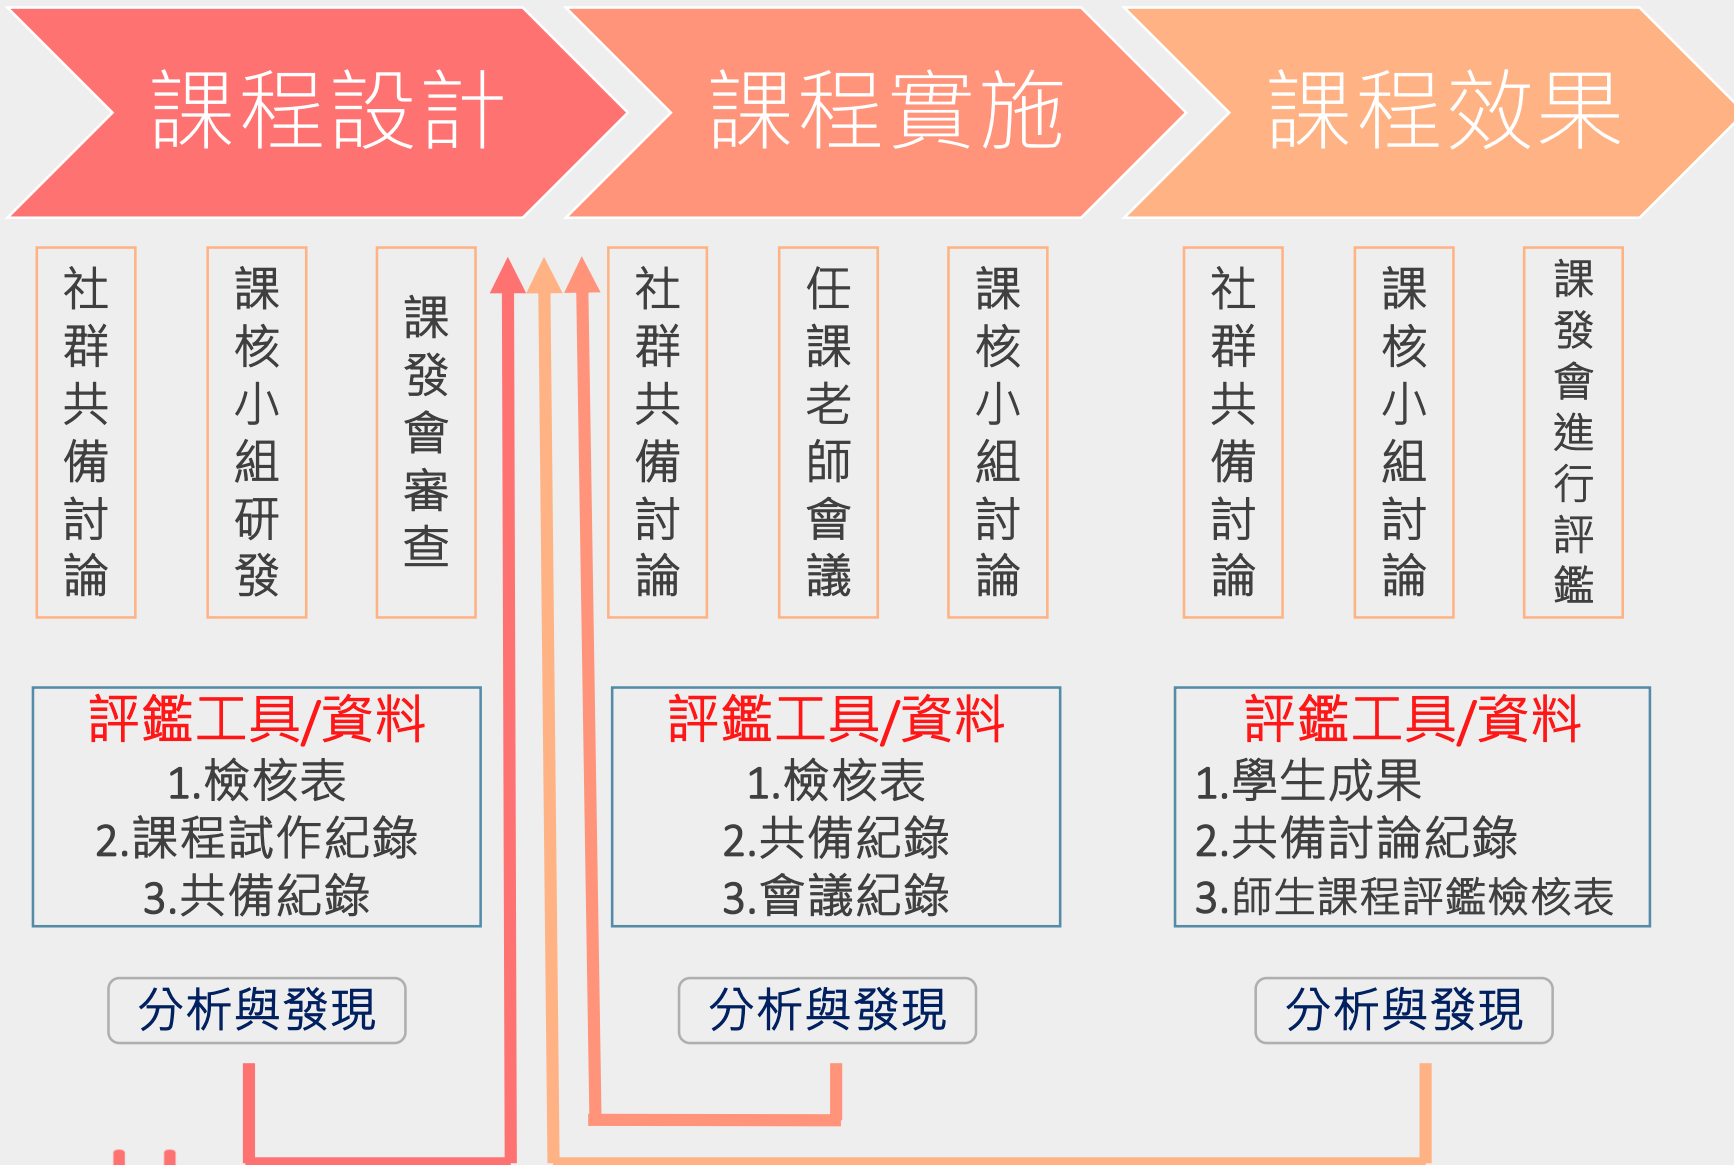 課程設計
課程實施
課程效果
社群共備討論
課核小組研發
課發會審查
社群共備討論
任課老師會議
課核小組討論
社群共備討論
課核小組討論
課發會進行評鑑
評鑑工具/資料
1.檢核表
2.課程試作紀錄
3.共備紀錄
評鑑工具/資料
1.檢核表
2.共備紀錄
3.會議紀錄
評鑑工具/資料
1.學生成果
2.共備討論紀錄
3.師生課程評鑑檢核表
分析與發現
分析與發現
分析與發現